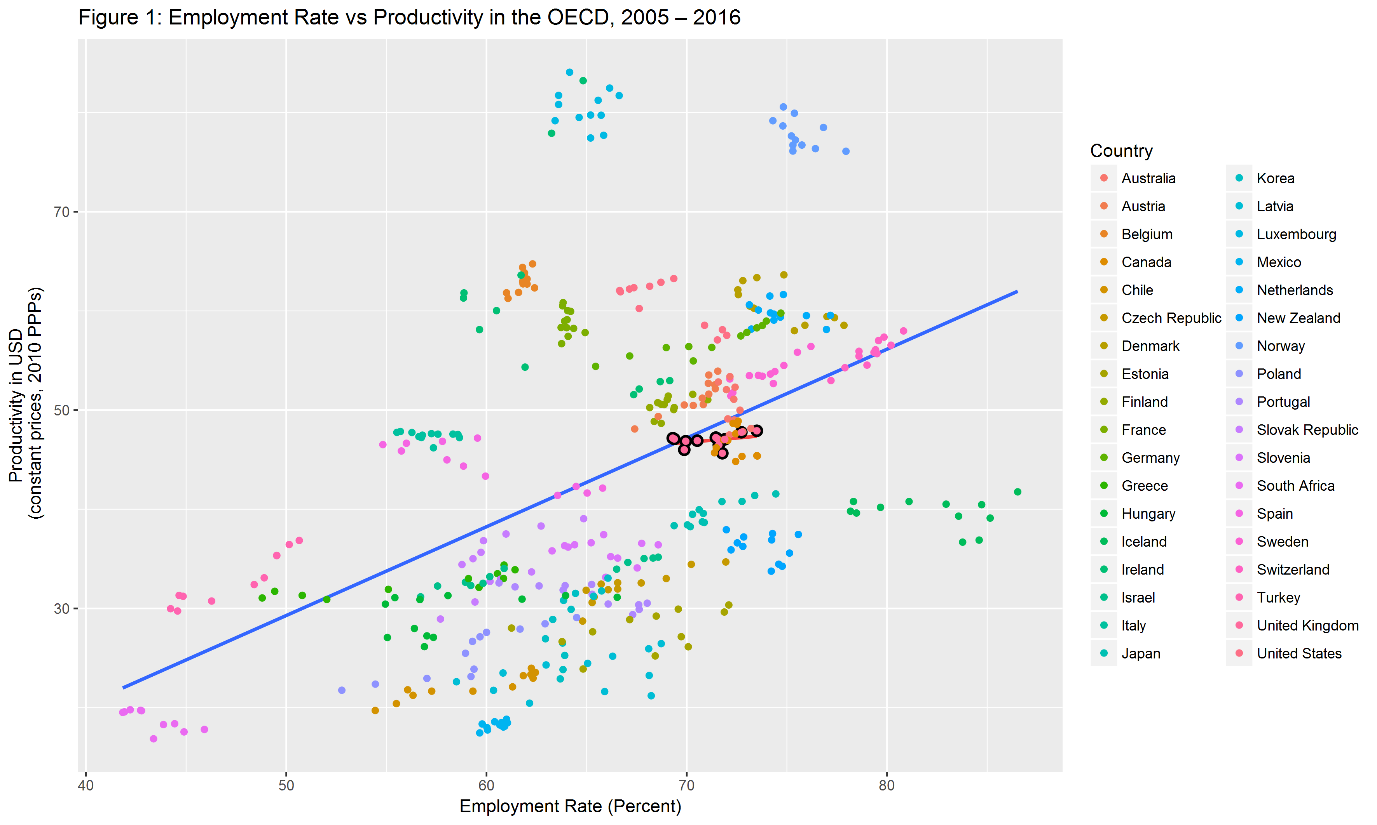 Figure 1: Employment Rate vs Productivity in the OECD, 2005 – 2016
Productivity in USD
(constant prices, 2010 PPPs)
70
50
30
40
50
60
70
80
Employment Rate (Percent)
Country
Australia
Austria
Belgium
Canada
Chile
Czech Republic
Denmark
Estonia
Finland
France
Germany
Greece
Hungary
Iceland
Ireland
Israel
Italy
Japan
Korea
Latvia
Luxembourg
Mexico
Netherlands
New Zealand
Norway
Poland
Portugal
Slovak Republic
Slovenia
South Africa
Spain
Sweden
Switzerland
Turkey
United Kingdom
United States